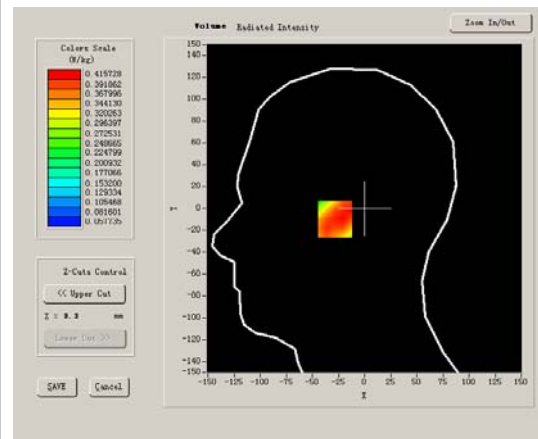 Volume Radiated Intensity
Zoom In/Out
Colors Scale
(W/kg)
0.415728
0.391862
0.367996
0.344130
0.320263
0.296397
0.272531
0.248665
0.224799
0.200932
0.177066
0.153200
0.129334
0.105468
0.081601
0.057735
150
140
120
100
80
60
40
20
0
-20
-40
-60
-80
-100
-120
-140
-150
Y
-150 -125 -100 -75 -50 -25 0 25 50 75 100 125 150
X
Z-Cuts Control
<< Upper Cut
mm
Lower Cut >>
SAVE
Cancel